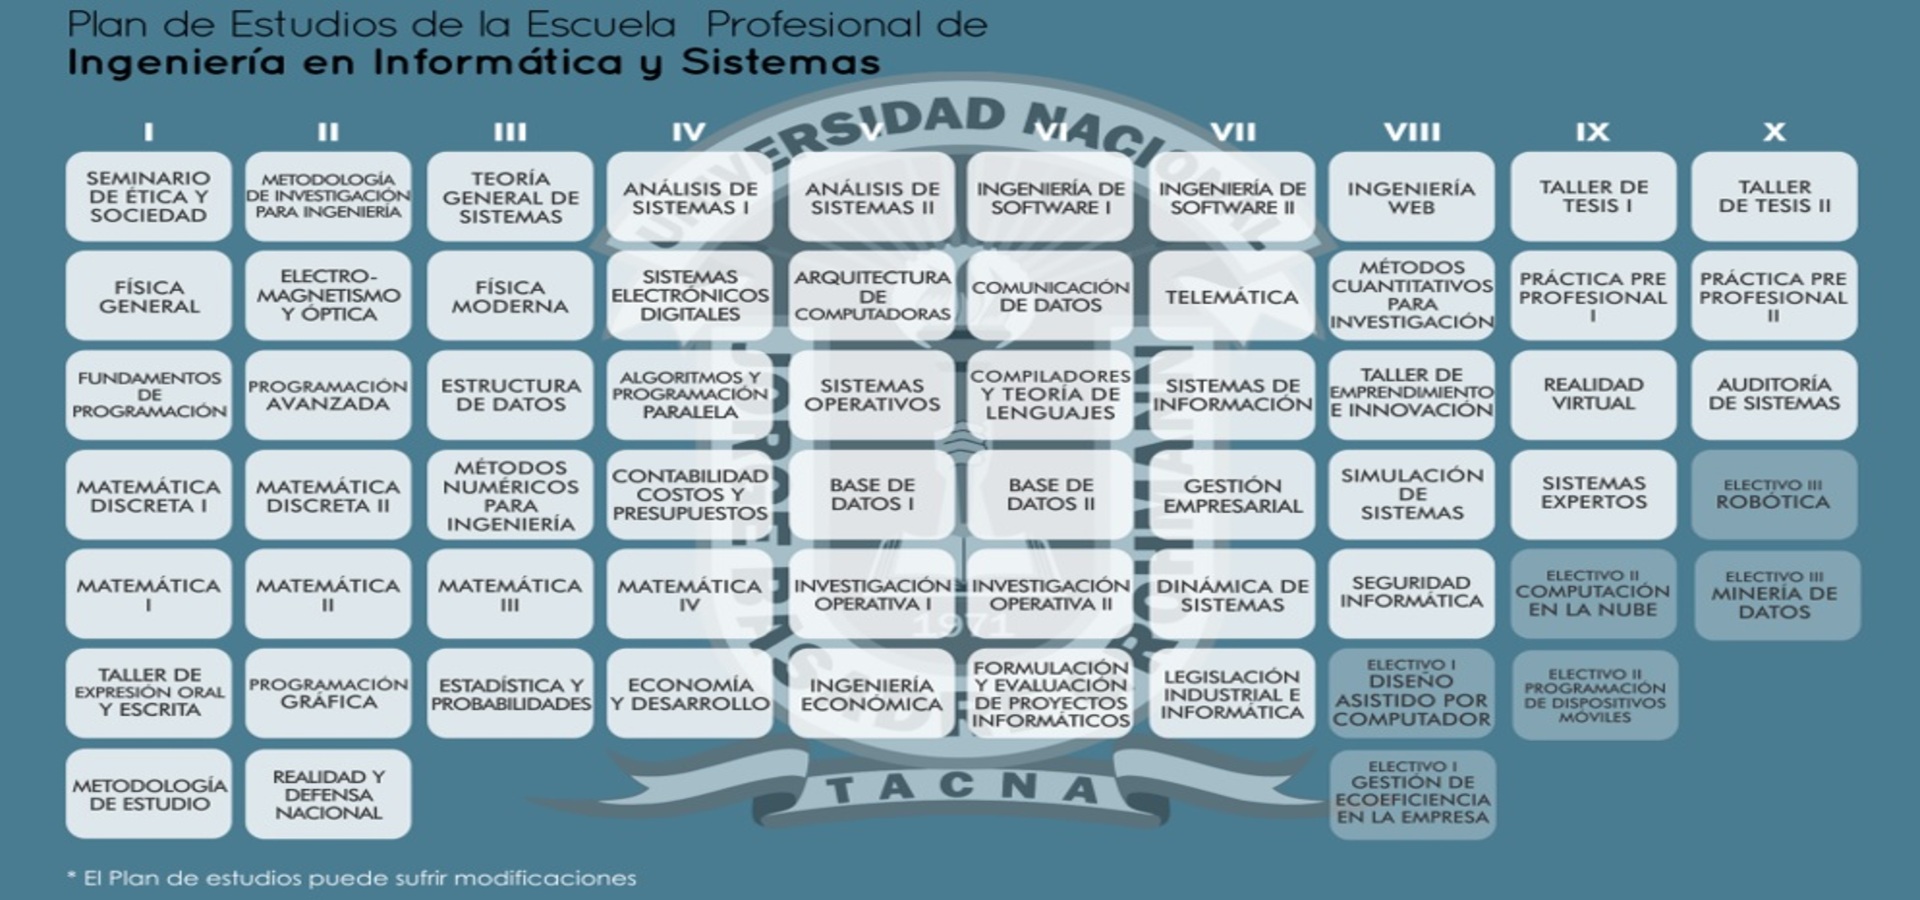 Plan de Estudios de la Escuela Profesional de
Ingeniería en Informática y Sistemas
I II III IV V VI VII VIII IX X
UNIVERSIDAD NACIONAL
SEMINARIO
DE ÉTICA Y
SOCIEDAD
METODOLOGÍA
DE INVESTIGACIÓN
PARA INGENIERÍA
TEORÍA
GENERAL DE
SISTEMAS
ANÁLISIS DE
SISTEMAS I
ANÁLISIS DE
SISTEMAS II
INGENIERÍA DE
SOFTWARE I
INGENIERÍA DE
SOFTWARE II
INGENIERÍA
WEB
TALLER DE
TESIS I
TALLER
DE TESIS II
FÍSICA
GENERAL
ELECTRO-
MAGNETISMO
Y ÓPTICA
FÍSICA
MODERNA
SISTEMAS
ELECTRÓNICOS
DIGITALES
ARQUITECTURA
DE
COMPUTADORAS
COMUNICACIÓN
DE DATOS
TELEMÁTICA
MÉTODOS
CUANTITATIVOS
PARA
INVESTIGACIÓN
PRÁCTICA PRE
PROFESIONAL
I
PRÁCTICA PRE
PROFESIONAL
II
FUNDAMENTOS
DE
PROGRAMACIÓN
PROGRAMACIÓN
AVANZADA
ESTRUCTURA
DE DATOS
ALGORITMOS Y
PROGRAMACIÓN
PARALELA
SISTEMAS
OPERATIVOS
COMPILADORES
Y TEORÍA DE
LENGUAJES
SISTEMAS DE
INFORMACIÓN
TALLER DE
EMPRENDIMIENTO
E INNOVACIÓN
REALIDAD
VIRTUAL
AUDITORÍA
DE SISTEMAS
MATEMÁTICA
DISCRETA I
MATEMÁTICA
DISCRETA II
MÉTODOS
NUMÉRICOS
PARA
INGENIERÍA
CONTABILIDAD
COSTOS Y
PRESUPUESTOS
BASE DE
DATOS I
BASE DE
DATOS II
GESTIÓN
EMPRESARIAL
SIMULACIÓN
DE
SISTEMAS
SISTEMAS
EXPERTOS
ELECTIVO III
ROBÓTICA
MATEMÁTICA
I
MATEMÁTICA
II
MATEMÁTICA
III
MATEMÁTICA
IV
INVESTIGACIÓN
OPERATIVA I
INVESTIGACIÓN
OPERATIVA II
DINÁMICA DE
SISTEMAS
SEGURIDAD
INFORMÁTICA
ELECTIVO II
COMPUTACIÓN
EN LA NUBE
ELECTIVO III
MINERÍA DE
DATOS
1971
TALLER DE
EXPRESIÓN ORAL
Y ESCRITA
PROGRAMACIÓN
GRÁFICA
ESTADÍSTICA Y
PROBABILIDADES
ECONOMÍA
Y DESARROLLO
INGENIERÍA
ECONÓMICA
FORMULACIÓN
Y EVALUACIÓN
DE PROYECTOS
INFORMÁTICOS
LEGISLACIÓN
INDUSTRIAL E
INFORMÁTICA
ELECTIVO I
DISEÑO
ASISTIDO POR
COMPUTADOR
ELECTIVO II
PROGRAMACIÓN
DE DISPOSITIVOS
MÓVILES
METODOLOGÍA
DE ESTUDIO
REALIDAD Y
DEFENSA
NACIONAL
TACNA
ELECTIVO I
GESTIÓN DE
ECOEFICIENCIA
EN LA EMPRESA
* El Plan de estudios puede sufrir modificaciones